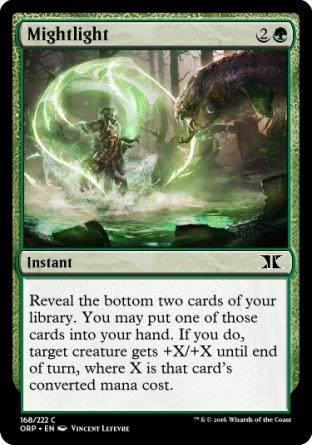 Mightlight 2
Instant
Reveal the bottom two cards of your
library. You may put one of those
cards into your hand. If you do,
target creature gets +X/+X until end
of turn, where X is that card's
converted mana cost.
168/222 C
ORP • EN Vincent Lefevre
™ & © 2016 Wizards of the Coast